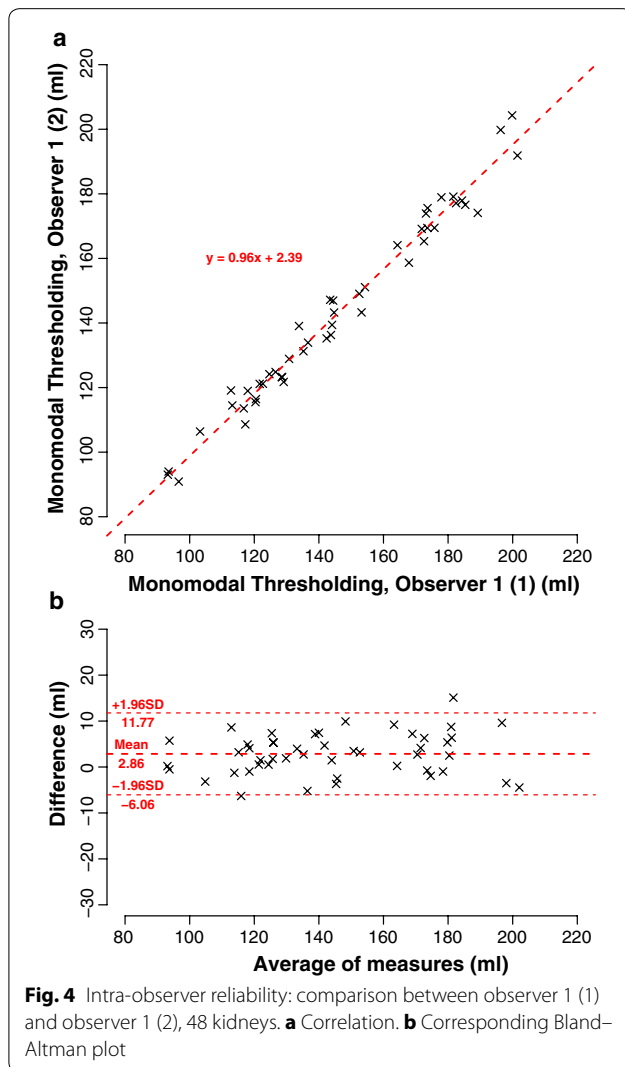 a
Monomodal Thresholding, Observer 1 (2) (ml)
220
200
180
160
140
120
100
80
y = 0.96x + 2.39
80 100 120 140 160 180 200 220
Monomodal Thresholding, Observer 1 (1) (ml)
b
Difference (ml)
30
20
10
0
−10
−20
−30
+1.96SD
11.77
Mean
2.86
−1.96SD
−6.06
80 100 120 140 160 180 200 220
Average of measures (ml)
Fig. 4 Intra-observer reliability: comparison between observer 1 (1)
and observer 1 (2), 48 kidneys. a Correlation. b Corresponding Bland–
Altman plot